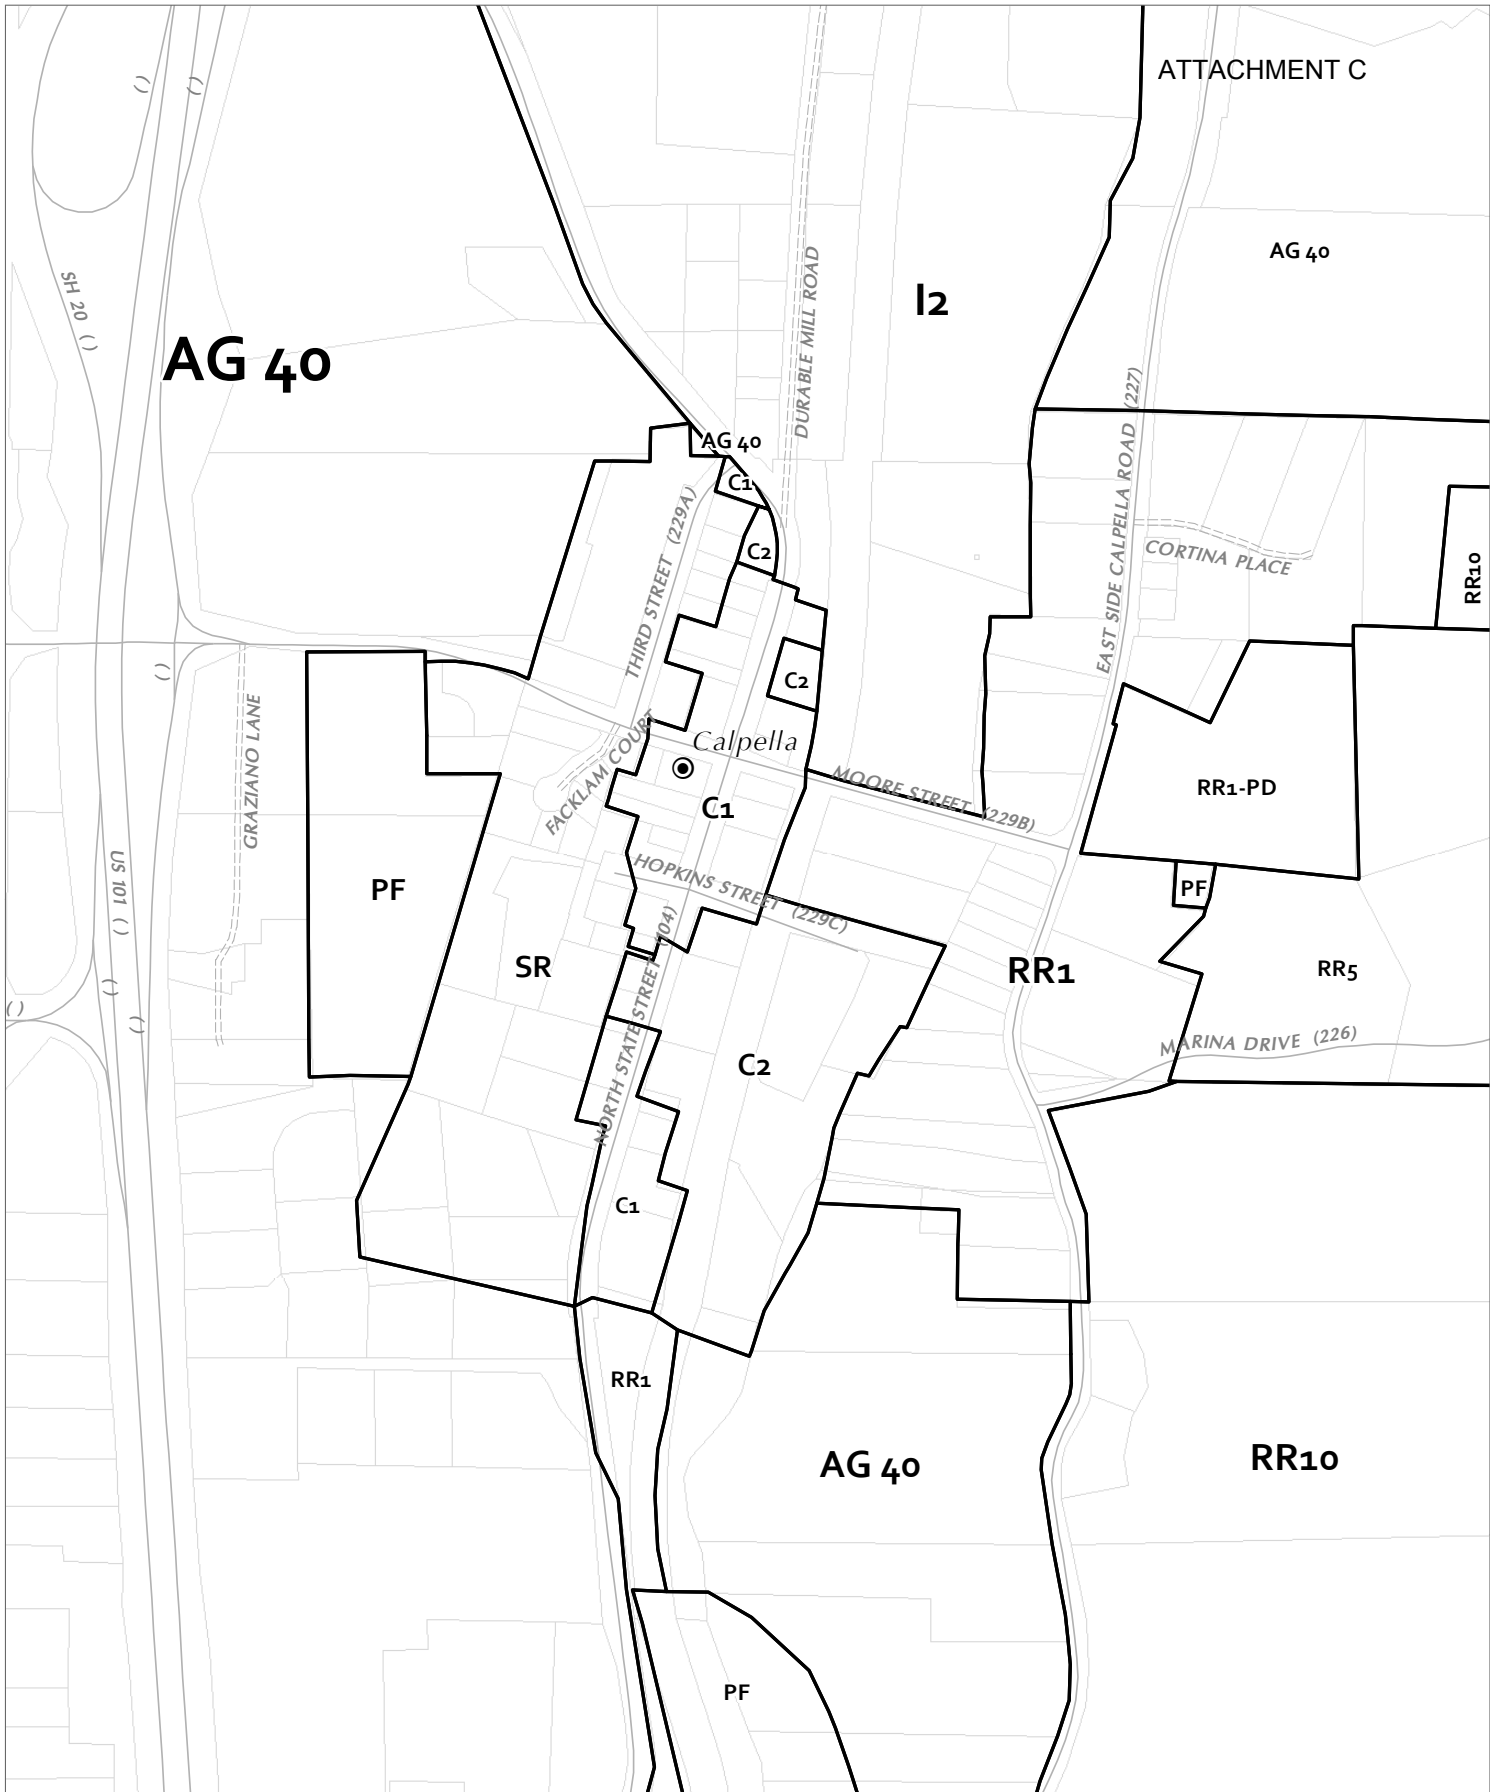 ATTACHMENT C
( )
( )
AG 40
SH 20 ( )
I2
DURABLE MILL ROAD
AG 40
EAST SIDE CALPELLA ROAD (227)
AG 40
C1
THIRD STREET (229A)
C2
CORTINA PLACE
RR10
( )
C2
GRAZIANO LANE
FACKLAM COURT
Calpella
MOORE STREET (229B)
RR1-PD
C1
US 101 ( )
PF
HOPKINS STREET (229C)
PF
SR
NORTH STATE STREET (104)
RR1
RR5
( )
( )
( )
MARINA DRIVE (226)
C2
C1
RR1
AG 40
RR10
PF